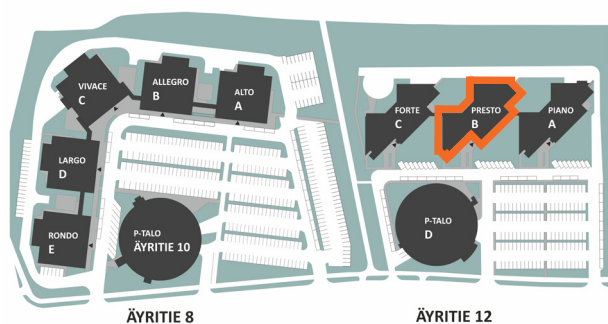 VIVACE
C
ALLEGRO
B
ALTO
A
LARGO
D
RONDO
E
P-TALO
ÄYRITIE 10
FORTE
C
PRESTO
B
PIANO
A
P-TALO
D
ÄYRITIE 8
ÄYRITIE 12